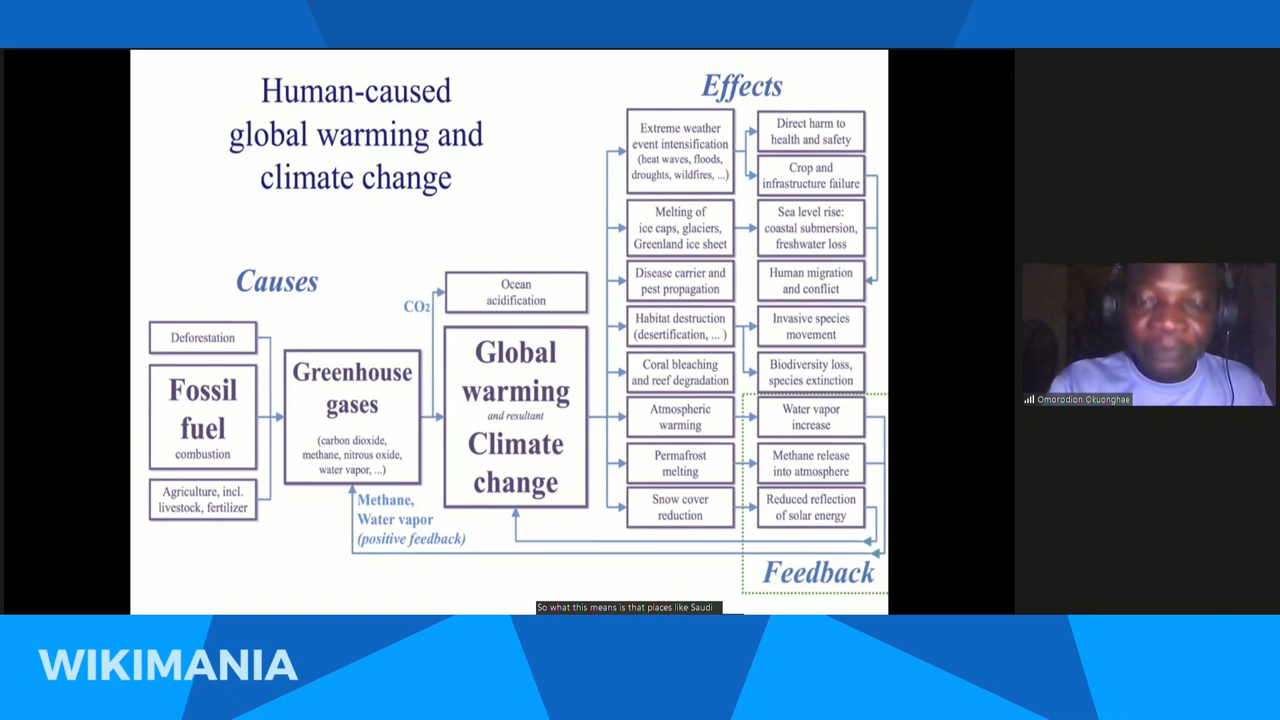 Human-caused
global warming and
climate change
Causes
Deforestation
Fossil
fuel
combustion
Agriculture, incl.
livestock, fertilizer
Greenhouse
gases
(carbon dioxide,
methane, nitrous oxide,
water vapor, ...)
Methane,
Water vapor
(positive feedback)
CO2
Ocean
acidification
Global
warming
and resultant
Climate
change
Effects
Extreme weather
event intensification
(heat waves, floods,
droughts, wildfires, ...)
Direct harm to
health and safety
Crop and
infrastructure failure
Melting of
ice caps, glaciers,
Greenland ice sheet
Sea level rise:
coastal submersion,
freshwater loss
Disease carrier and
pest propagation
Human migration
and conflict
Habitat destruction
(desertification, ... )
Invasive species
movement
Coral bleaching
and reef degradation
Biodiversity loss,
species extinction
Atmospheric
warming
Water vapor
increase
Permafrost
melting
Methane release
into atmosphere
Snow cover
reduction
Reduced reflection
of solar energy
Feedback
Omorodion Okuonghae
So what this means is that places like Saudi
WIKIMANIA